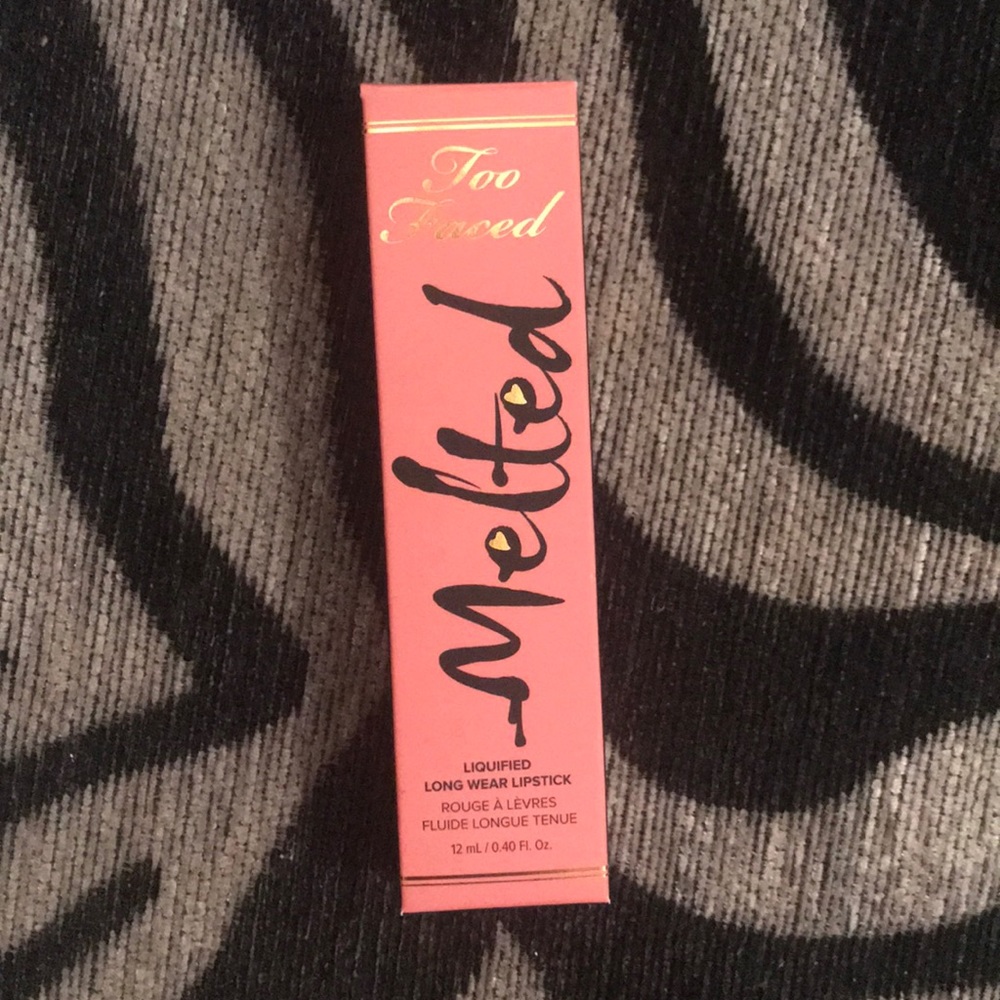 Too
Faced
Melted
LIQUIFIED
LONG WEAR LIPSTICK
ROUGE À LÈVRES
FLUIDE LONGUE TENUE
12 mL / 0.40 Fl. Oz.